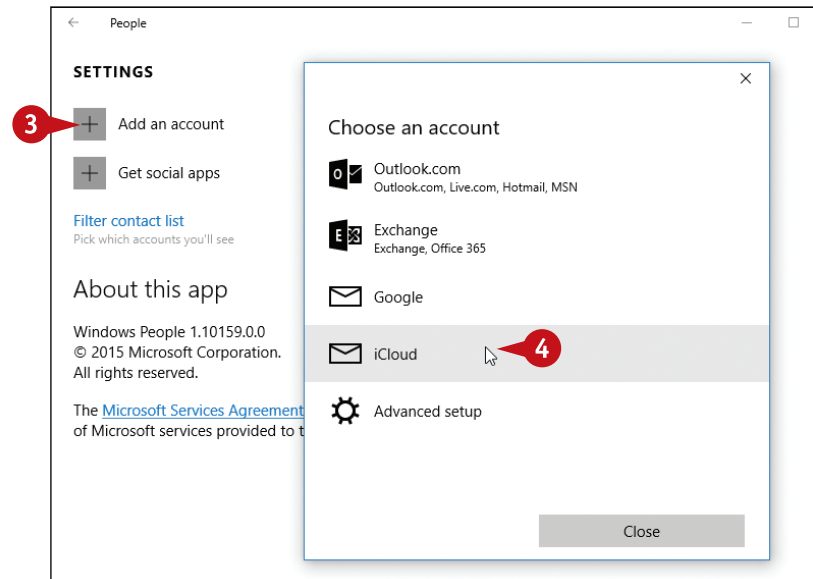 People
SETTINGS
3
Add an account
Get social apps
Filter contact list
Pick which accounts you'll see
About this app
Windows People 1.10159.0.0
© 2015 Microsoft Corporation.
All rights reserved.
The Microsoft Services Agreement
of Microsoft services provided to t
Choose an account
Outlook.com
Outlook.com, Live.com, Hotmail, MSN
Exchange
Exchange, Office 365
Google
iCloud
4
Advanced setup
Close